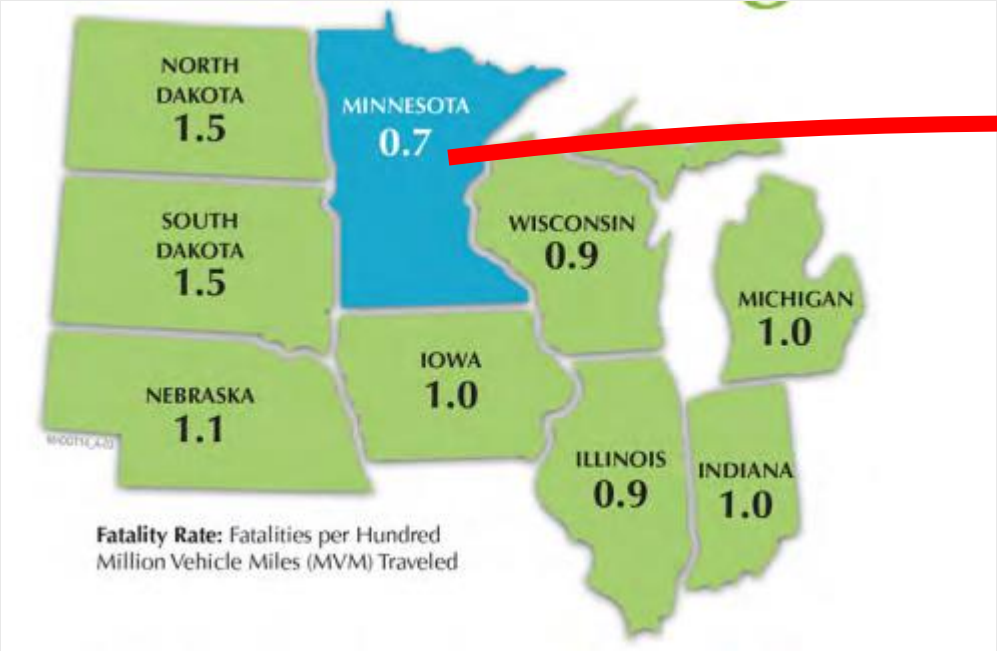 NORTH
DAKOTA
1.5
MINNESOTA
0.7
SOUTH
DAKOTA
1.5
WISCONSIN
0.9
MICHIGAN
1.0
NEBRASKA
1.1
IOWA
1.0
ILLINOIS
0.9
INDIANA
1.0
Fatality Rate: Fatalities per Hundred
Million Vehicle Miles (MVM) Traveled